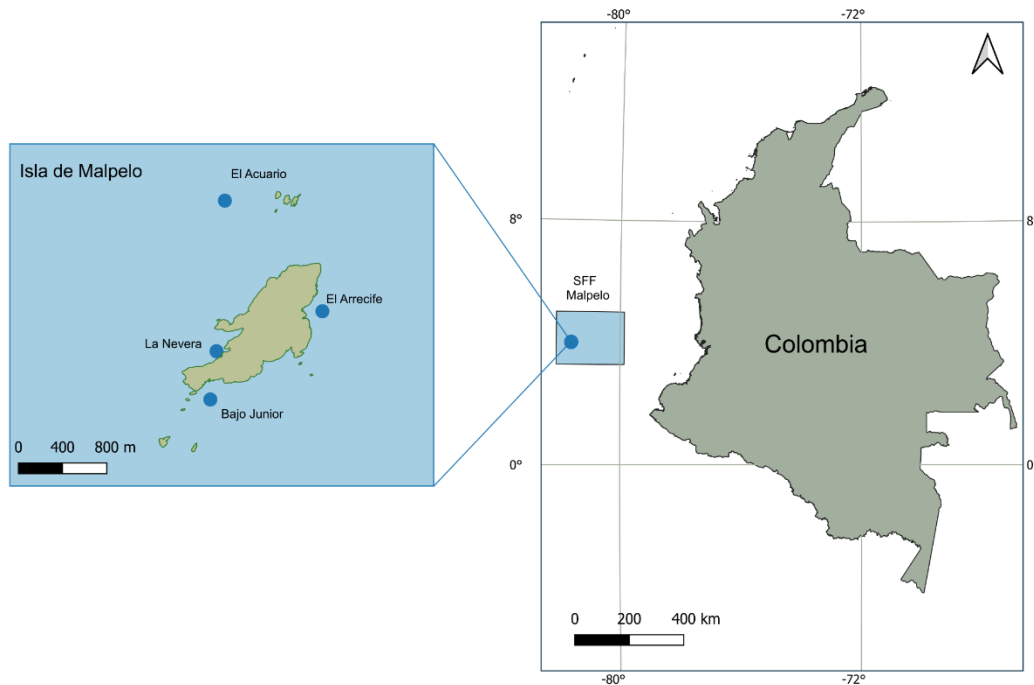 -80°
-72°
Isla de Malpelo
El Acuario
El Arrecife
La Nevera
Bajo Junior
0 400 800 m
8°
8
SFF
Malpelo
Colombia
0°
0
0 200 400 km
-80°
-72°